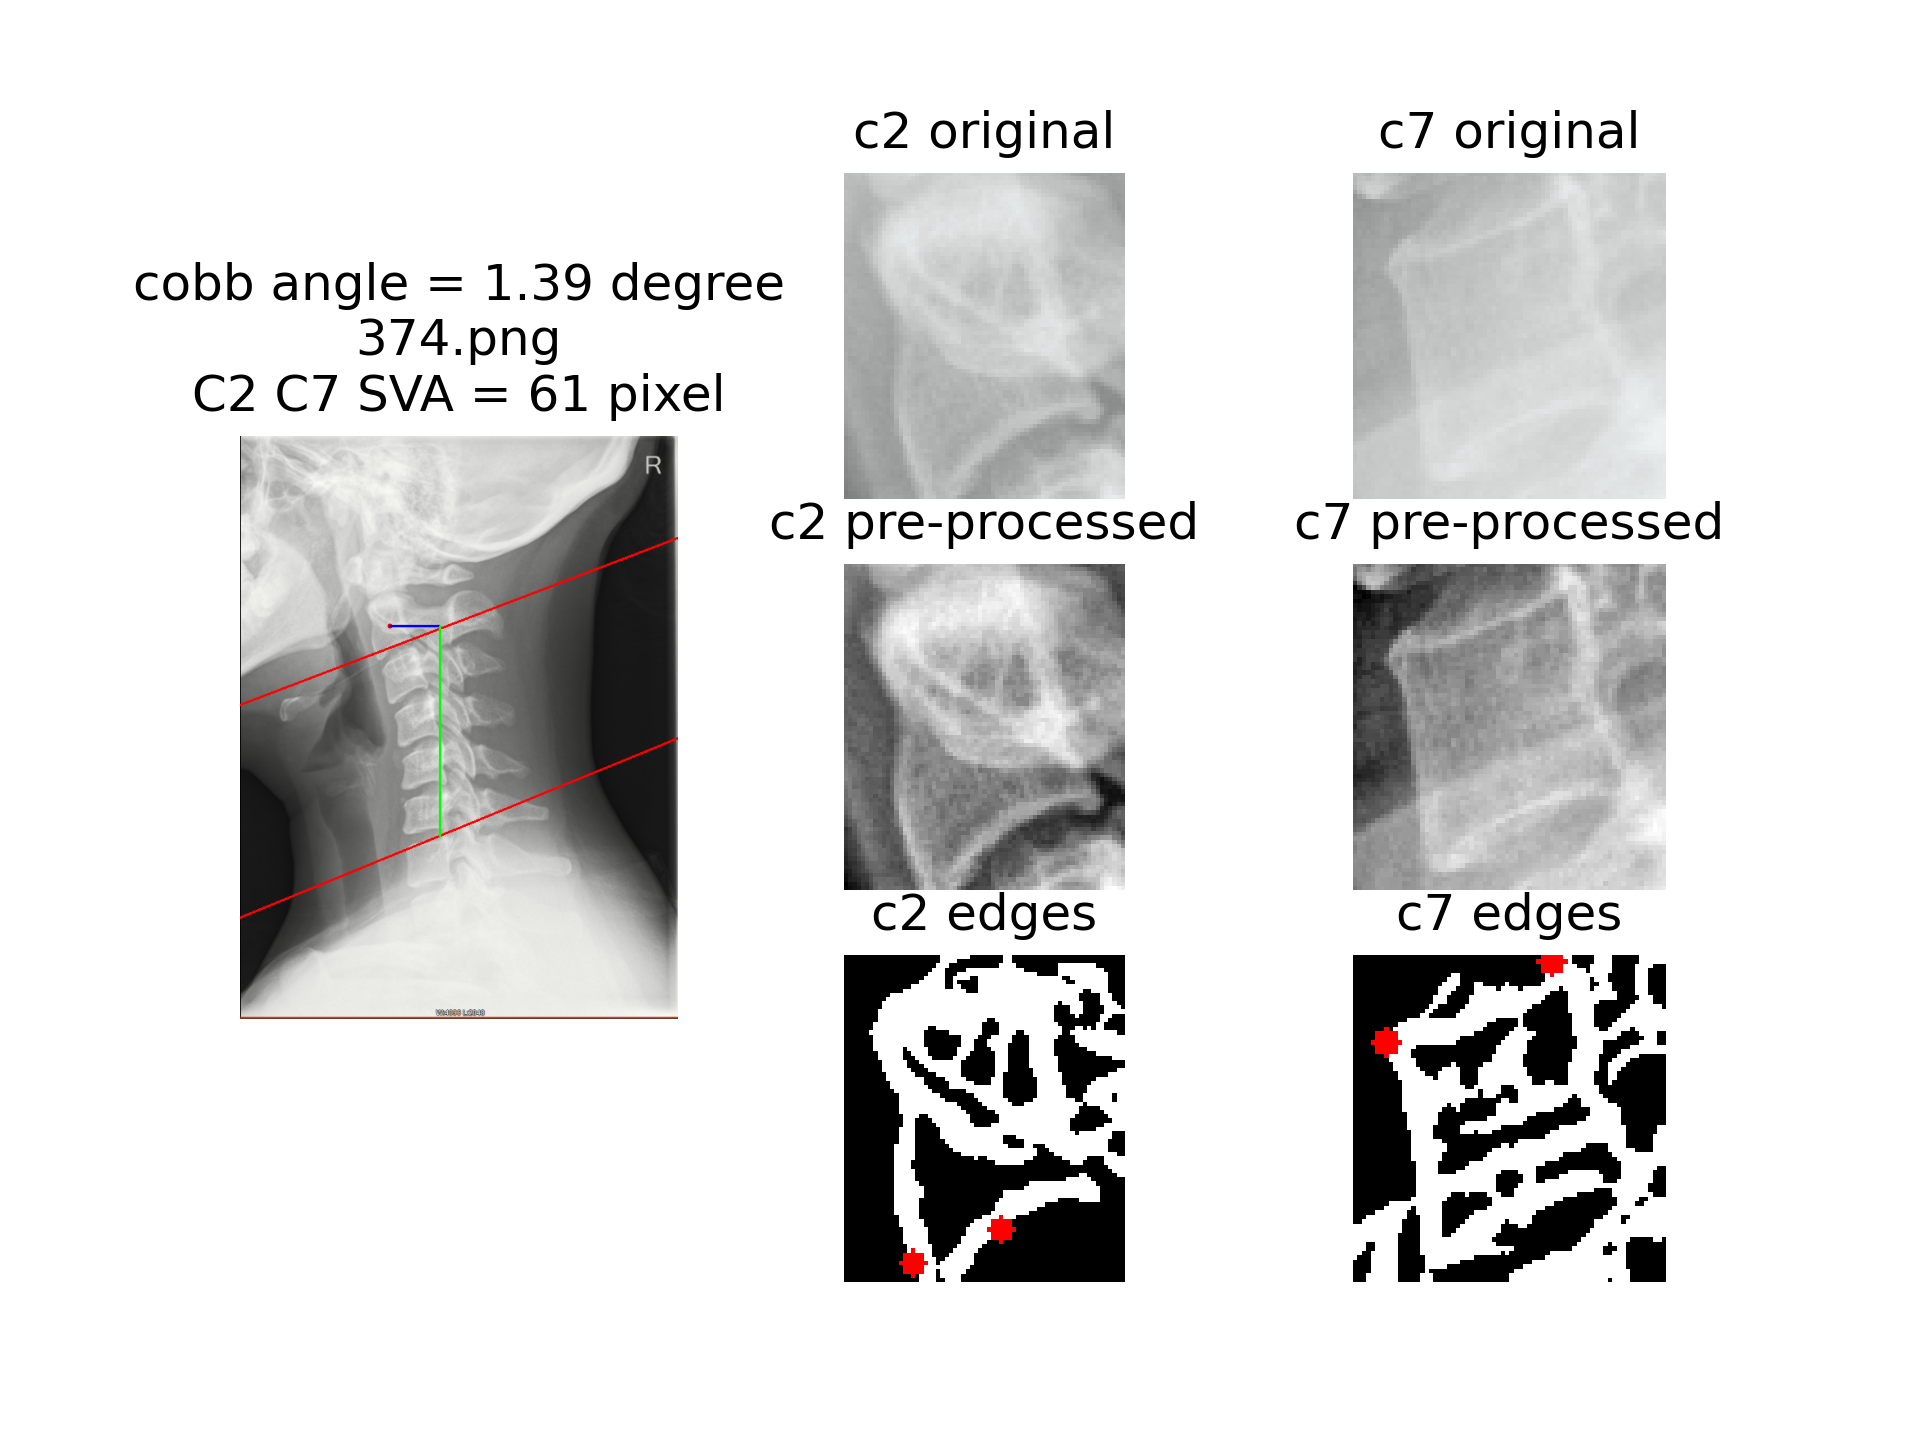 cobb angle = 1.39 degree
374.png
C2 C7 SVA = 61 pixel
R
c2 original
c7 original
c2 pre-processed
c7 pre-processed
c2 edges
c7 edges